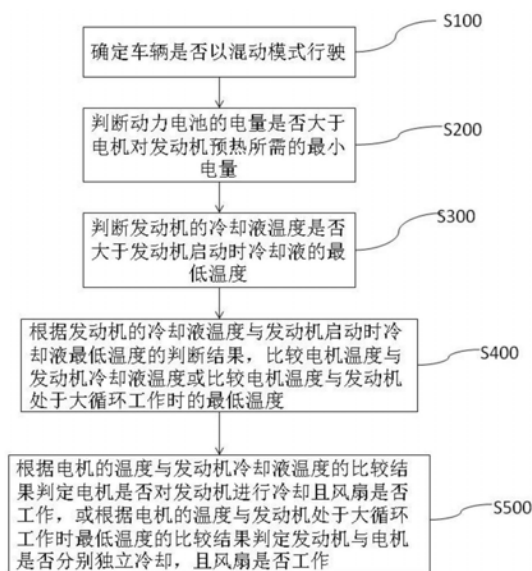 确定车辆是否以混动模式行驶
S100
判断动力电池的电量是否大于
电机对发动机预热所需的最小
电量
S200
判断发动机的冷却液温度是否
大于发动机启动时冷却液的最
低温度
S300
根据发动机的冷却液温度与发动机启动时冷
却液最低温度的判断结果，比较电机温度与
发动机冷却液温度或比较电机温度与发动机
处于大循环工作时的最低温度
S400
根据电机的温度与发动机冷却液温度的比较结
果判定电机是否对发动机进行冷却且风扇是否
工作，或根据电机的温度与发动机处于大循环
工作时最低温度的比较结果判定发动机与电机
是否分别独立冷却，且风扇是否工作
S500